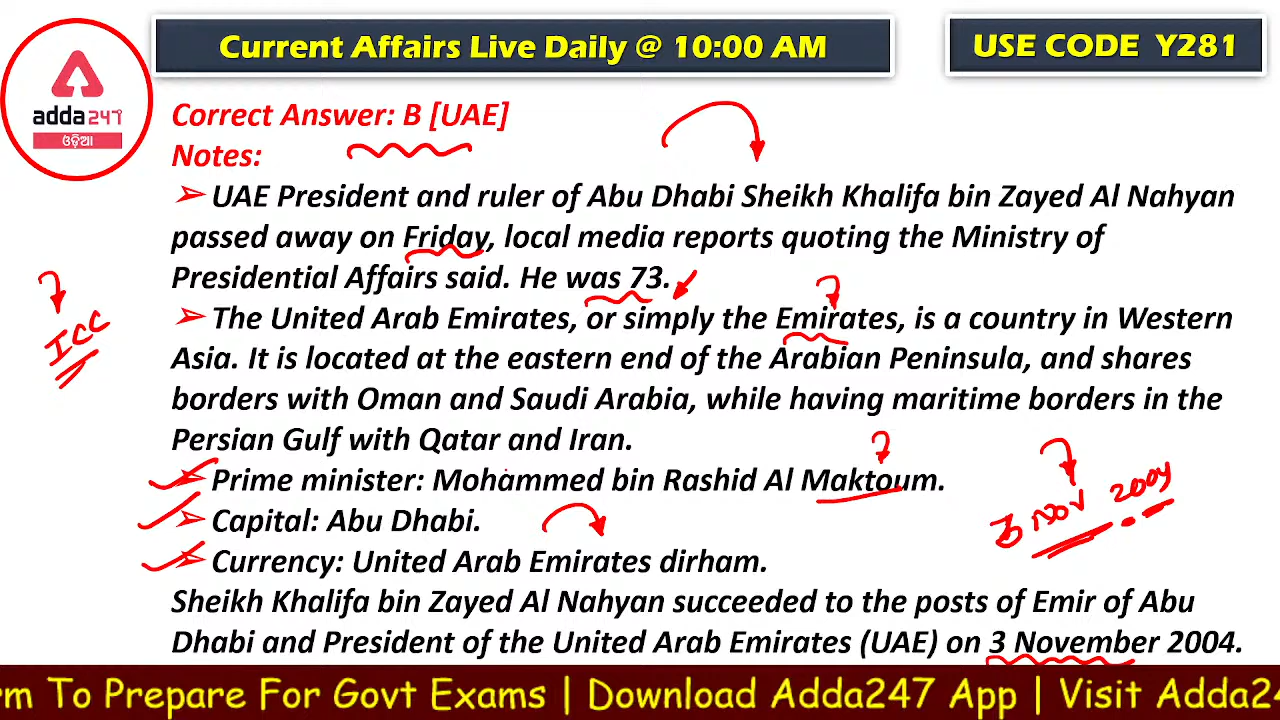 Current Affairs Live Daily @ 10:00 AM
USE CODE Y281
adda247
ଓଡ଼ିଆ
Correct Answer: B [UAE]
Notes:
➢ UAE President and ruler of Abu Dhabi Sheikh Khalifa bin Zayed Al Nahyan
passed away on Friday, local media reports quoting the Ministry of
Presidential Affairs said. He was 73.
➢ The United Arab Emirates, or simply the Emirates, is a country in Western
Asia. It is located at the eastern end of the Arabian Peninsula, and shares
borders with Oman and Saudi Arabia, while having maritime borders in the
Persian Gulf with Qatar and Iran.
➢ Prime minister: Mohammed bin Rashid Al Maktoum.
➢ Capital: Abu Dhabi.
➢ Currency: United Arab Emirates dirham.
Sheikh Khalifa bin Zayed Al Nahyan succeeded to the posts of Emir of Abu
Dhabi and President of the United Arab Emirates (UAE) on 3 November 2004.
ICC
3 Nov 2004
rm To Prepare For Govt Exams | Download Adda247 App | Visit Adda24